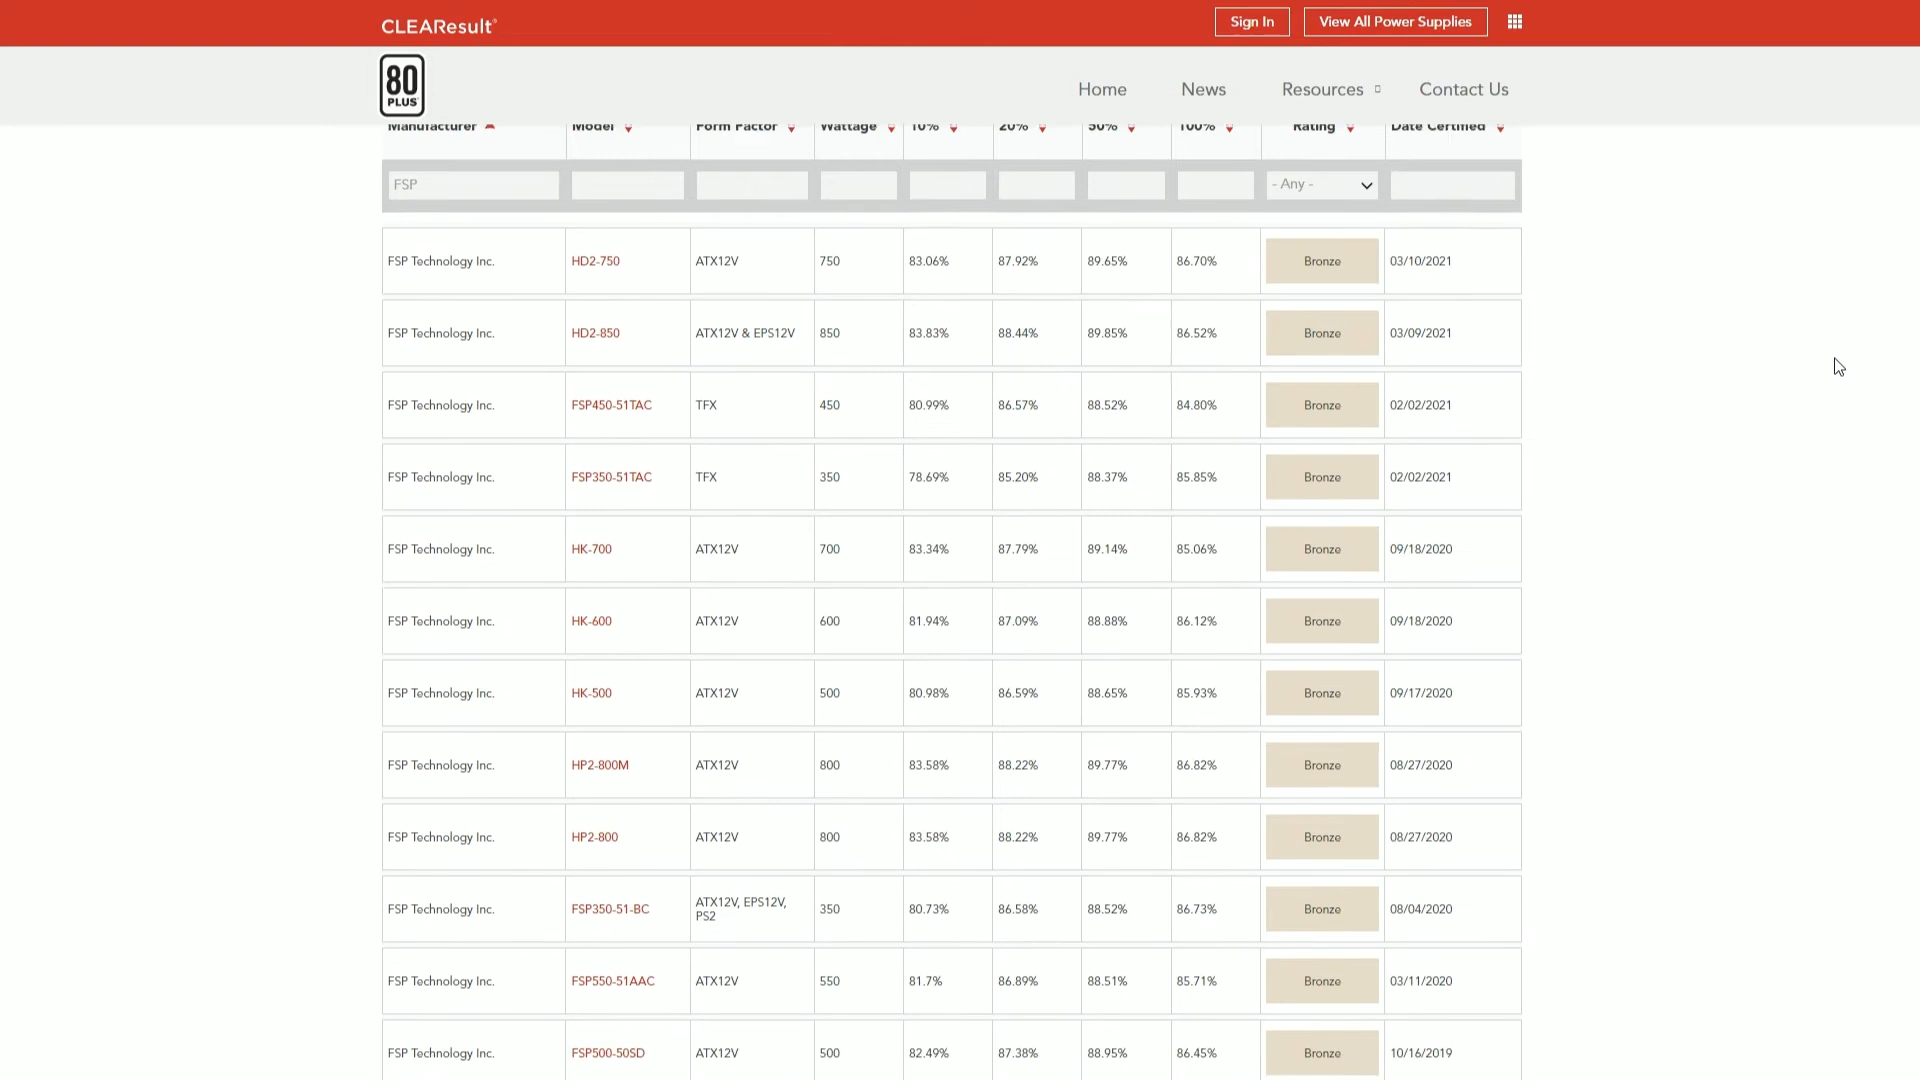 CLEAResult®
Sign In
View All Power Supplies
80
PLUS
Home
News
Resources
Contact Us
Manufacturer Model Form Factor Wattage 10% 20% 50% 100% Rating Date Certified
FSP - Any -
FSP Technology Inc. HD2-750 ATX12V 750 83.06% 87.92% 89.65% 86.70% Bronze 03/10/2021
FSP Technology Inc. HD2-850 ATX12V & EPS12V 850 83.83% 88.44% 89.85% 86.52% Bronze 03/09/2021
FSP Technology Inc. FSP450-51TAC TFX 450 80.99% 86.57% 88.52% 84.80% Bronze 02/02/2021
FSP Technology Inc. FSP350-51TAC TFX 350 78.69% 85.20% 88.37% 85.85% Bronze 02/02/2021
FSP Technology Inc. HK-700 ATX12V 700 83.34% 87.79% 89.14% 85.06% Bronze 09/18/2020
FSP Technology Inc. HK-600 ATX12V 600 81.94% 87.09% 88.88% 86.12% Bronze 09/18/2020
FSP Technology Inc. HK-500 ATX12V 500 80.98% 86.59% 88.65% 85.93% Bronze 09/17/2020
FSP Technology Inc. HP2-800M ATX12V 800 83.58% 88.22% 89.77% 86.82% Bronze 08/27/2020
FSP Technology Inc. HP2-800 ATX12V 800 83.58% 88.22% 89.77% 86.82% Bronze 08/27/2020
FSP Technology Inc. FSP350-51-BC ATX12V, EPS12V, PS2 350 80.73% 86.58% 88.52% 86.73% Bronze 08/04/2020
FSP Technology Inc. FSP550-51AAC ATX12V 550 81.7% 86.89% 88.51% 85.71% Bronze 03/11/2020
FSP Technology Inc. FSP500-50SD ATX12V 500 82.49% 87.38% 88.95% 86.45% Bronze 10/16/2019